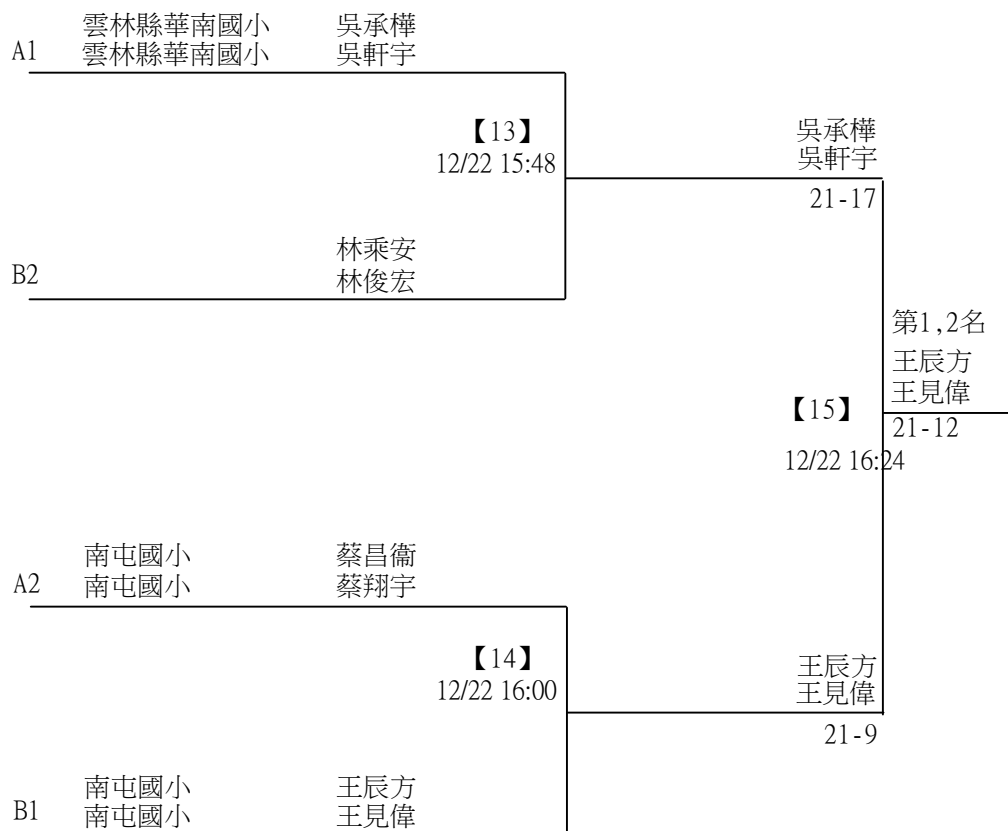 雲林縣華南國小 吳承樺
A1 雲林縣華南國小 吳軒宇
【13】
12/22 15:48
吳承樺
吳軒宇
21-17
林乘安
B2 林俊宏
第1,2名
王辰方
王見偉
【15】
21-12
12/22 16:24
南屯國小 蔡昌衞
A2 南屯國小 蔡翔宇
【14】
12/22 16:00
王辰方
王見偉
21-9
南屯國小 王辰方
B1 南屯國小 王見偉